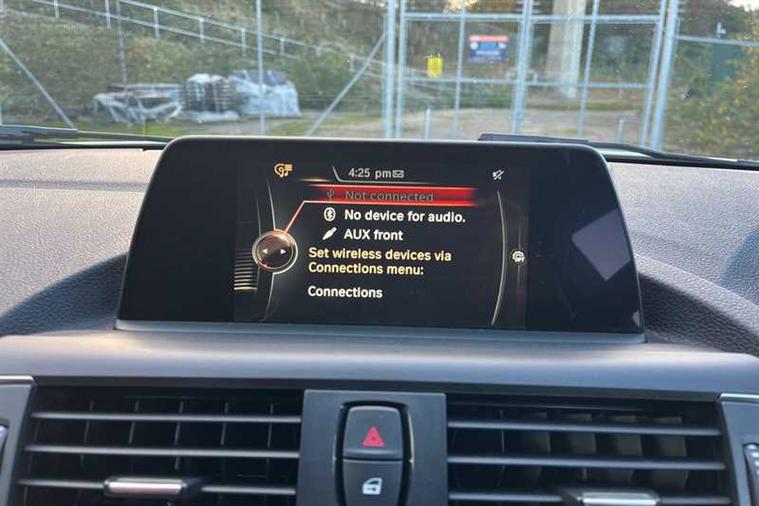 4:25 pm
Not connected
No device for audio.
AUX front
Set wireless devices via
Connections menu:
Connections